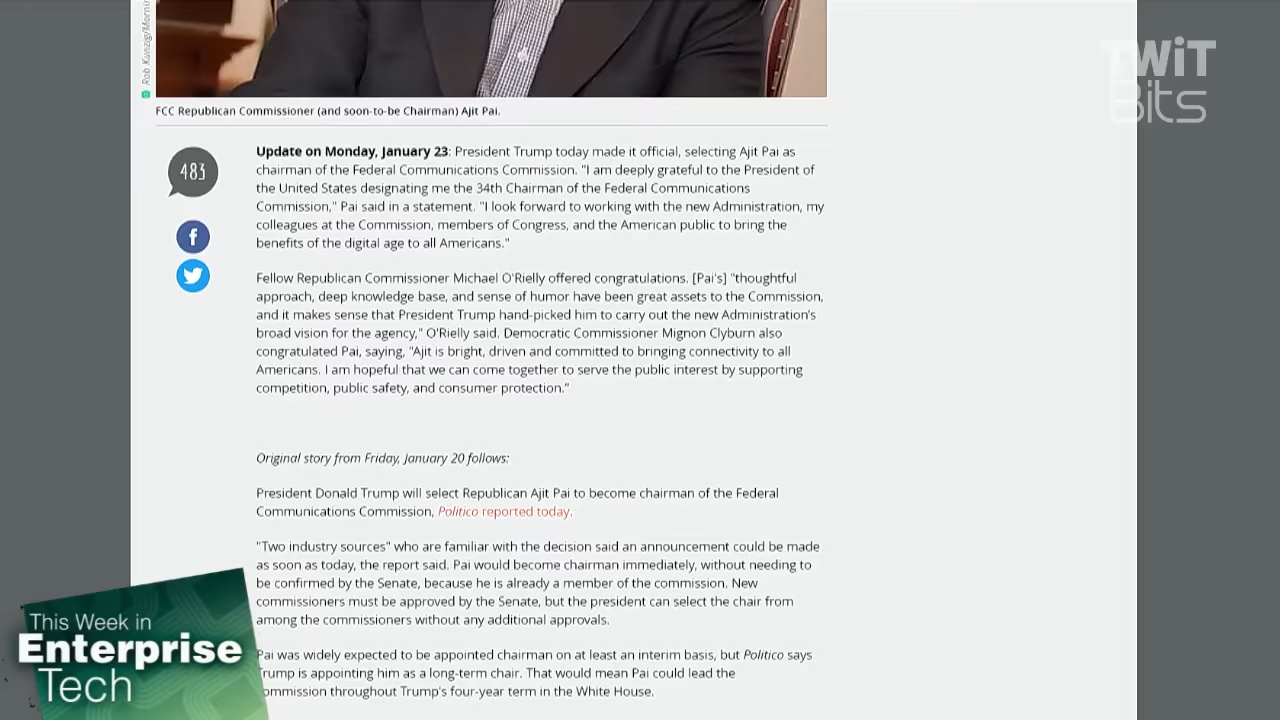 Rob Kunzig/Mornin
TWiT
Bits
FCC Republican Commissioner (and soon-to-be Chairman) Ajit Pai.
483
Update on Monday, January 23: President Trump today made it official, selecting Ajit Pai as
chairman of the Federal Communications Commission. "I am deeply grateful to the President of
the United States designating me the 34th Chairman of the Federal Communications
Commission," Pai said in a statement. "I look forward to working with the new Administration, my
colleagues at the Commission, members of Congress, and the American public to bring the
benefits of the digital age to all Americans."
Fellow Republican Commissioner Michael O'Rielly offered congratulations. [Pai's] "thoughtful
approach, deep knowledge base, and sense of humor have been great assets to the Commission,
and it makes sense that President Trump hand-picked him to carry out the new Administration's
broad vision for the agency," O'Rielly said. Democratic Commissioner Mignon Clyburn also
congratulated Pai, saying, "Ajit is bright, driven and committed to bringing connectivity to all
Americans. I am hopeful that we can come together to serve the public interest by supporting
competition, public safety, and consumer protection."
Original story from Friday, January 20 follows:
President Donald Trump will select Republican Ajit Pai to become chairman of the Federal
Communications Commission, Politico reported today.
"Two industry sources" who are familiar with the decision said an announcement could be made
as soon as today, the report said. Pai would become chairman immediately, without needing to
be confirmed by the Senate, because he is already a member of the commission. New
commissioners must be approved by the Senate, but the president can select the chair from
among the commissioners without any additional approvals.
Pai was widely expected to be appointed chairman on at least an interim basis, but Politico says
Trump is appointing him as a long-term chair. That would mean Pai could lead the
ommission throughout Trump's four-year term in the White House.
This Week in
Enterprise
Tech